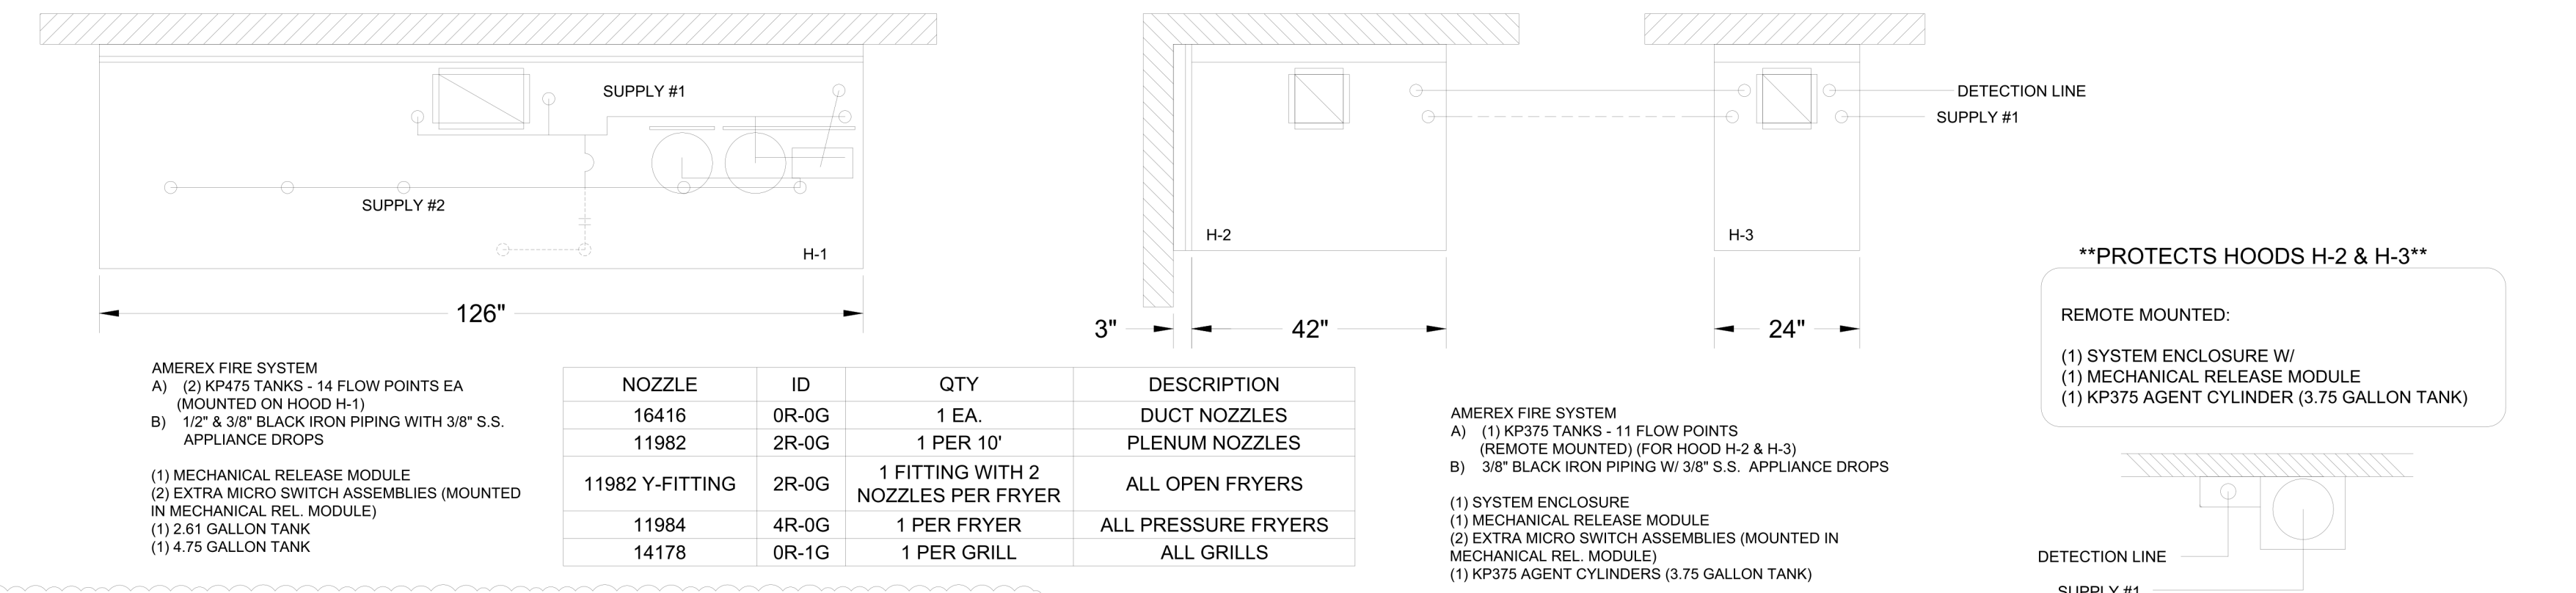 SUPPLY #1
SUPPLY #2
H-1
126"
H-2
H-3
DETECTION LINE
SUPPLY #1
3"
42"
24"
**PROTECTS HOODS H-2 & H-3**
REMOTE MOUNTED:
(1) SYSTEM ENCLOSURE W/
(1) MECHANICAL RELEASE MODULE
(1) KP375 AGENT CYLINDER (3.75 GALLON TANK)
AMEREX FIRE SYSTEM
A) (2) KP475 TANKS - 14 FLOW POINTS EA
(MOUNTED ON HOOD H-1)
B) 1/2" & 3/8" BLACK IRON PIPING WITH 3/8" S.S.
APPLIANCE DROPS
(1) MECHANICAL RELEASE MODULE
(2) EXTRA MICRO SWITCH ASSEMBLIES (MOUNTED
IN MECHANICAL REL. MODULE)
(1) 2.61 GALLON TANK
(1) 4.75 GALLON TANK
NOZZLE ID QTY DESCRIPTION
16416 0R-0G 1 EA. DUCT NOZZLES
11982 2R-0G 1 PER 10' PLENUM NOZZLES
11982 Y-FITTING 2R-0G 1 FITTING WITH 2 NOZZLES PER FRYER ALL OPEN FRYERS
11984 4R-0G 1 PER FRYER ALL PRESSURE FRYERS
14178 0R-1G 1 PER GRILL ALL GRILLS
AMEREX FIRE SYSTEM
A) (1) KP375 TANKS - 11 FLOW POINTS
(REMOTE MOUNTED) (FOR HOOD H-2 & H-3)
B) 3/8" BLACK IRON PIPING W/ 3/8" S.S. APPLIANCE DROPS
(1) SYSTEM ENCLOSURE
(1) MECHANICAL RELEASE MODULE
(2) EXTRA MICRO SWITCH ASSEMBLIES (MOUNTED IN
MECHANICAL REL. MODULE)
(1) KP375 AGENT CYLINDERS (3.75 GALLON TANK)
DETECTION LINE
SUPPLY #1